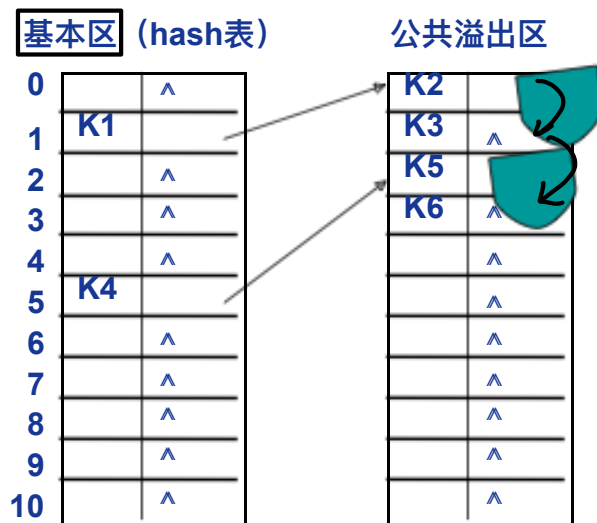 基本区 (hash表) 公共溢出区
0 ^ K2
1 K1 K3 ^
2 ^ K5
3 ^ K6 ^
4 ^ ^
5 K4 ^
6 ^ ^
7 ^ ^
8 ^ ^
9 ^ ^
10 ^ ^